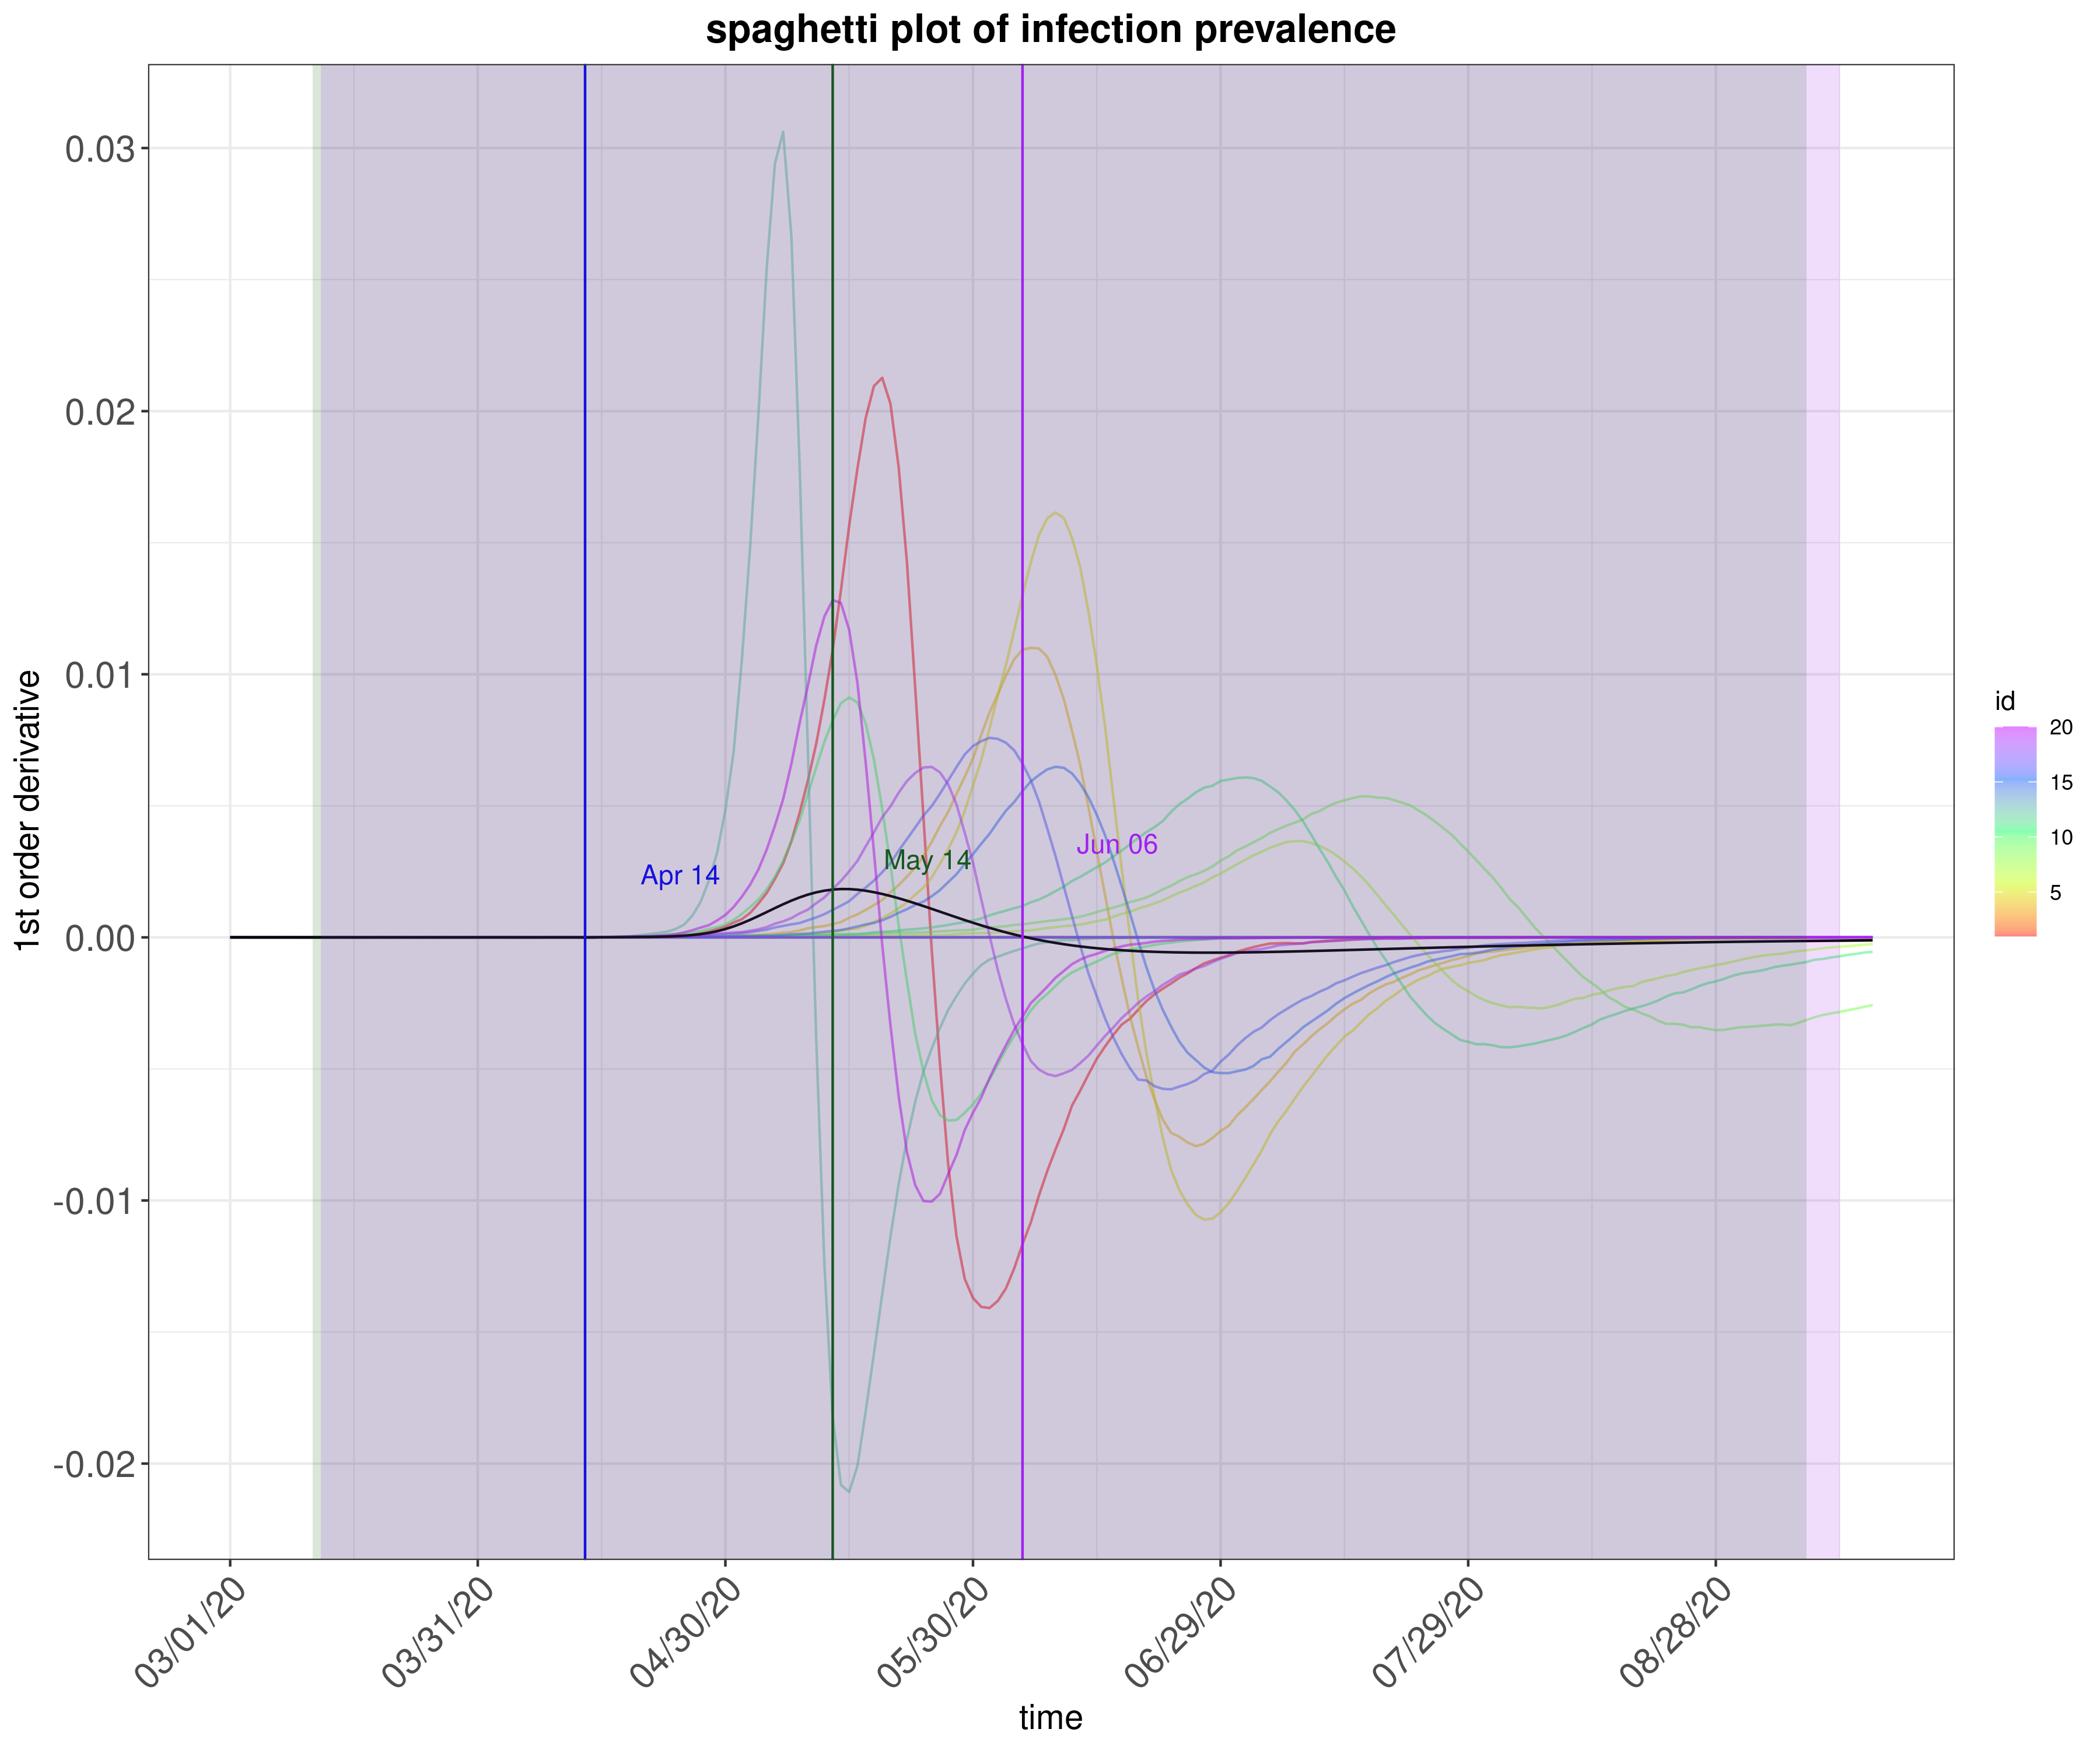 spaghetti plot of infection prevalence
1st order derivative
0.03
0.02
0.01
0.00
-0.01
-0.02
Apr 14
May 14
Jun 06
03/01/20
03/31/20
04/30/20
05/30/20
06/29/20
07/29/20
08/28/20
time
id
20
15
10
5